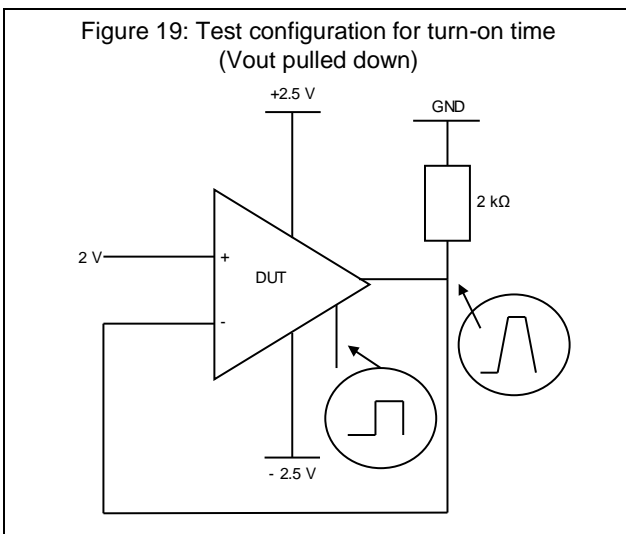 Figure 19: Test configuration for turn-on time
(Vout pulled down)
+2.5 V
GND
2 kΩ
2 V
+
DUT
-
- 2.5 V